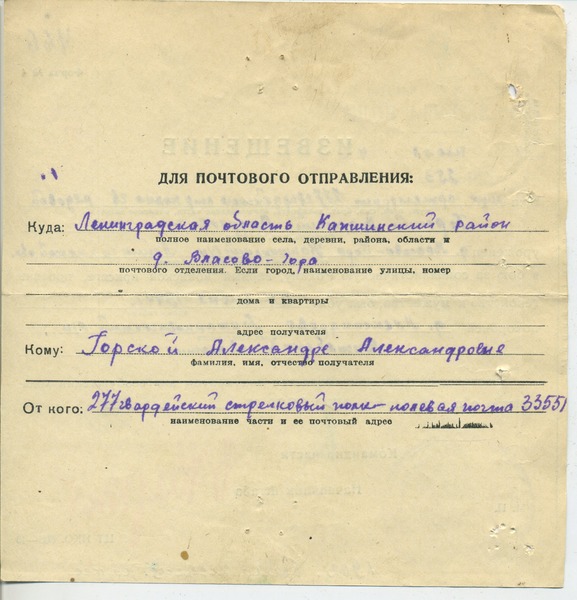 ДЛЯ ПОЧТОВОГО ОТПРАВЛЕНИЯ:
Куда: Ленинградская область Капшинский район
полное наименование села, деревни, района, области и
д. Власово-Гора
почтового отделения. Если город, наименование улицы, номер
дома и квартиры
адрес получателя
Кому: Горской Александре Александровне
фамилия, имя, отчество получателя
От кого: 277 гвардейский стрелковый полк - полевая почта 33551
наименование части и ее почтовый адрес